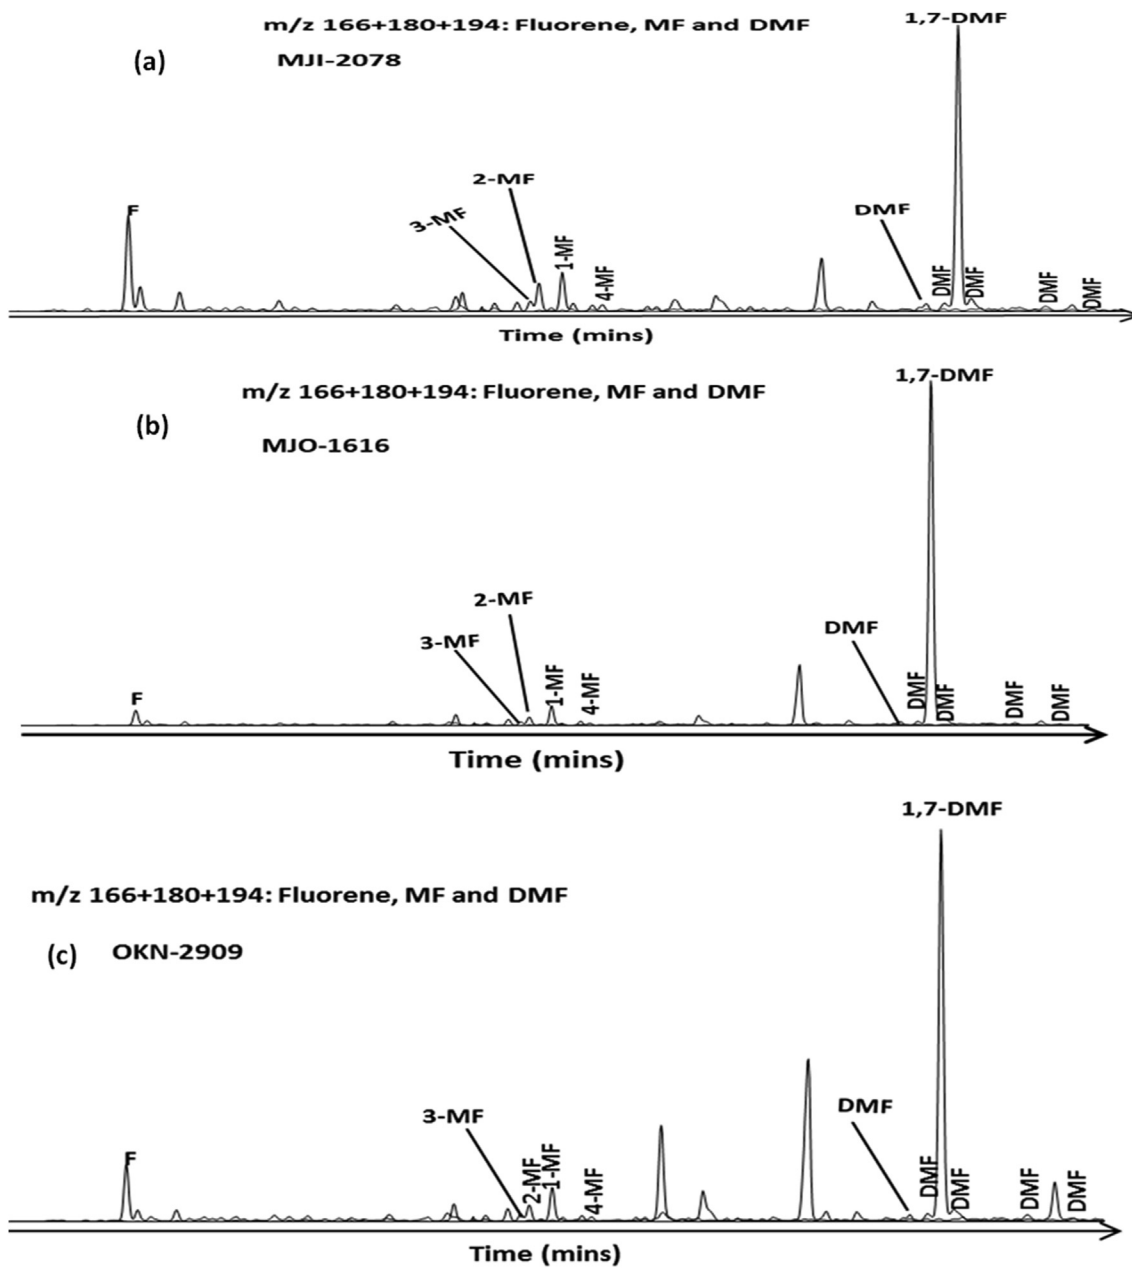 1,7-DMF
m/z 166+180+194: Fluorene, MF and DMF
(a)
MJI-2078
2-MF
F
3-MF
DMF
1-MF
4-MF
DMF
DMF
DMF
DMF
Time (mins)
1,7-DMF
m/z 166+180+194: Fluorene, MF and DMF
(b)
MJO-1616
2-MF
3-MF
DMF
F
1-MF
4-MF
DMF
DMF
DMF
DMF
Time (mins)
1,7-DMF
m/z 166+180+194: Fluorene, MF and DMF
(c)
OKN-2909
3-MF
DMF
F
2-MF
1-MF
4-MF
DMF
DMF
DMF
DMF
Time (mins)